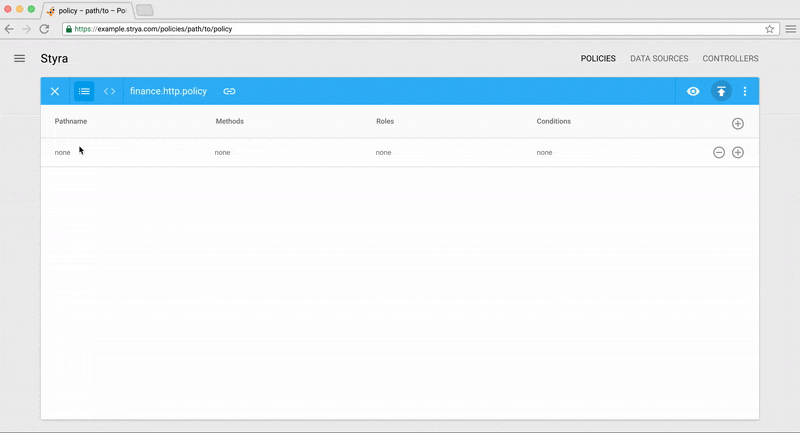 policy – path/to – Po
https://example.strya.com/policies/path/to/policy
Styra
POLICIES DATA SOURCES CONTROLLERS
finance.http.policy
Pathname Methods Roles Conditions
none none none none